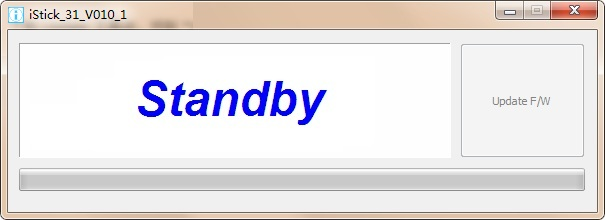 iStick_31_V010_1
Standby
Update F/W